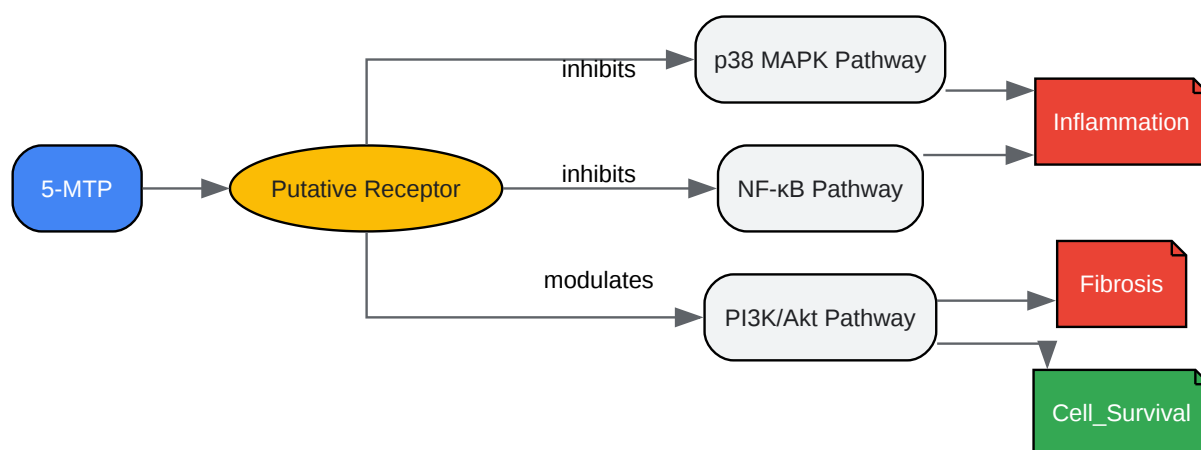 5-MTP
Putative Receptor
inhibits
inhibits
modulates
p38 MAPK Pathway
NF-κB Pathway
PI3K/Akt Pathway
Inflammation
Fibrosis
Cell_Survival